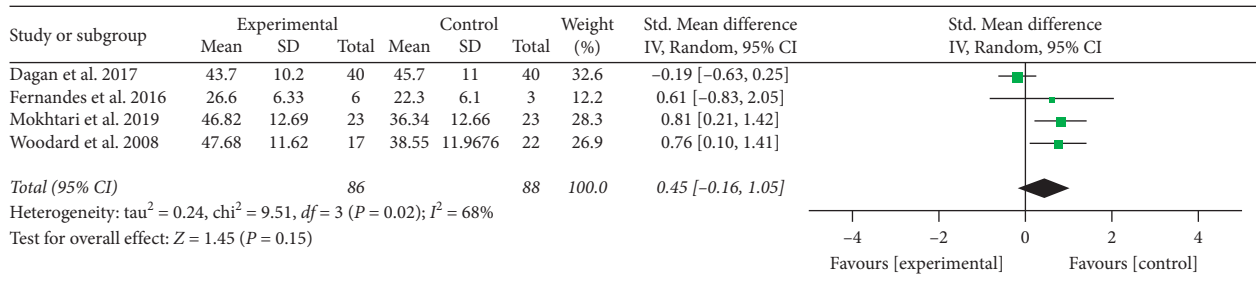 Study or subgroup Experimental Control Weight (%) Std. Mean difference IV, Random, 95% CI Std. Mean difference IV, Random, 95% CI
Mean SD Total Mean SD Total
Dagan et al. 2017 43.7 10.2 40 45.7 11 40 32.6 –0.19 [–0.63, 0.25]
Fernandes et al. 2016 26.6 6.33 6 22.3 6.1 3 12.2 0.61 [–0.83, 2.05]
Mokhtari et al. 2019 46.82 12.69 23 36.34 12.66 23 28.3 0.81 [0.21, 1.42]
Woodard et al. 2008 47.68 11.62 17 38.55 11.9676 22 26.9 0.76 [0.10, 1.41]
Total (95% CI) 86 88 100.0 0.45 [–0.16, 1.05]
Heterogeneity: tau² = 0.24, chi² = 9.51, df = 3 (P = 0.02); I² = 68%
Test for overall effect: Z = 1.45 (P = 0.15)
–4 –2 0 2 4
Favours [experimental] Favours [control]